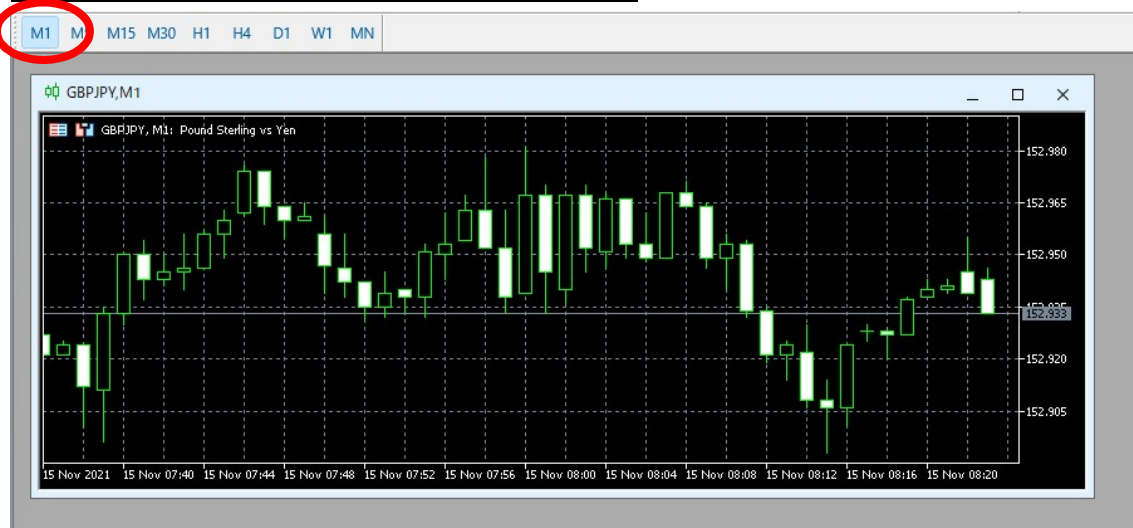 M1 M5 M15 M30 H1 H4 D1 W1 MN
GBPJPY,M1
GBPJPY, M1: Pound Sterling vs Yen
152.980
152.965
152.950
152.935
152.933
152.920
152.905
15 Nov 2021 15 Nov 07:40 15 Nov 07:44 15 Nov 07:48 15 Nov 07:52 15 Nov 07:56 15 Nov 08:00 15 Nov 08:04 15 Nov 08:08 15 Nov 08:12 15 Nov 08:16 15 Nov 08:20